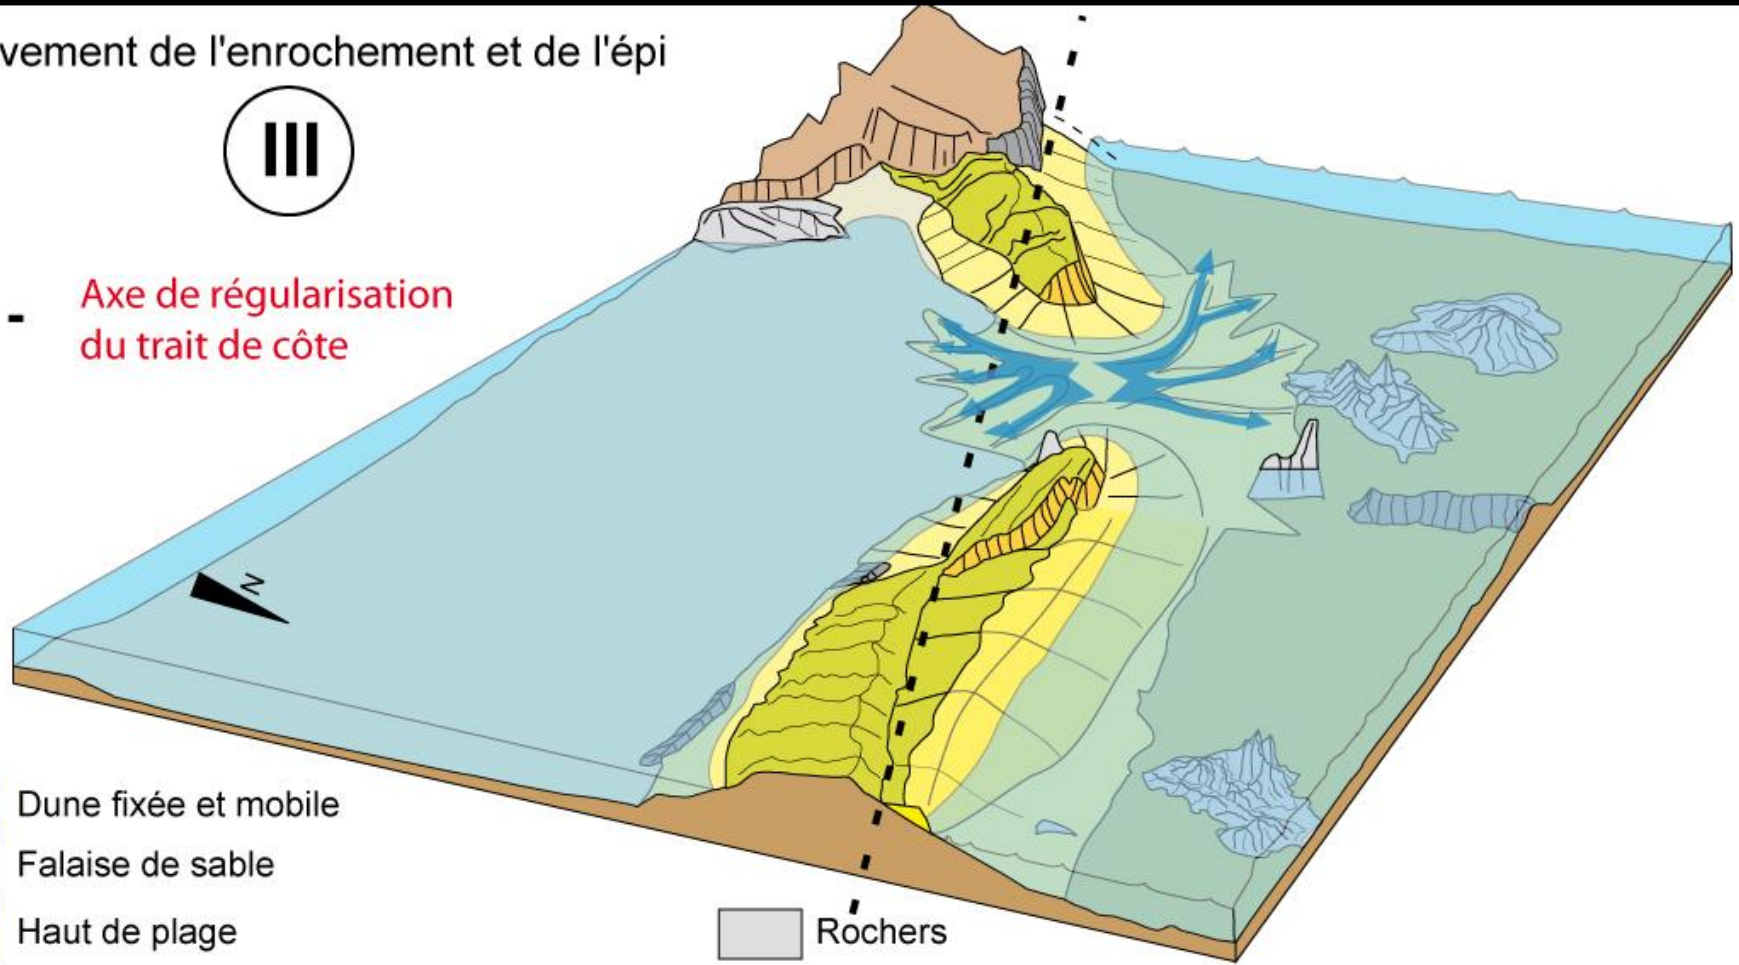 vement de l'enrochement et de l'épi
III
Axe de régularisation
du trait de côte
N
Dune fixée et mobile
Falaise de sable
Haut de plage
Rochers